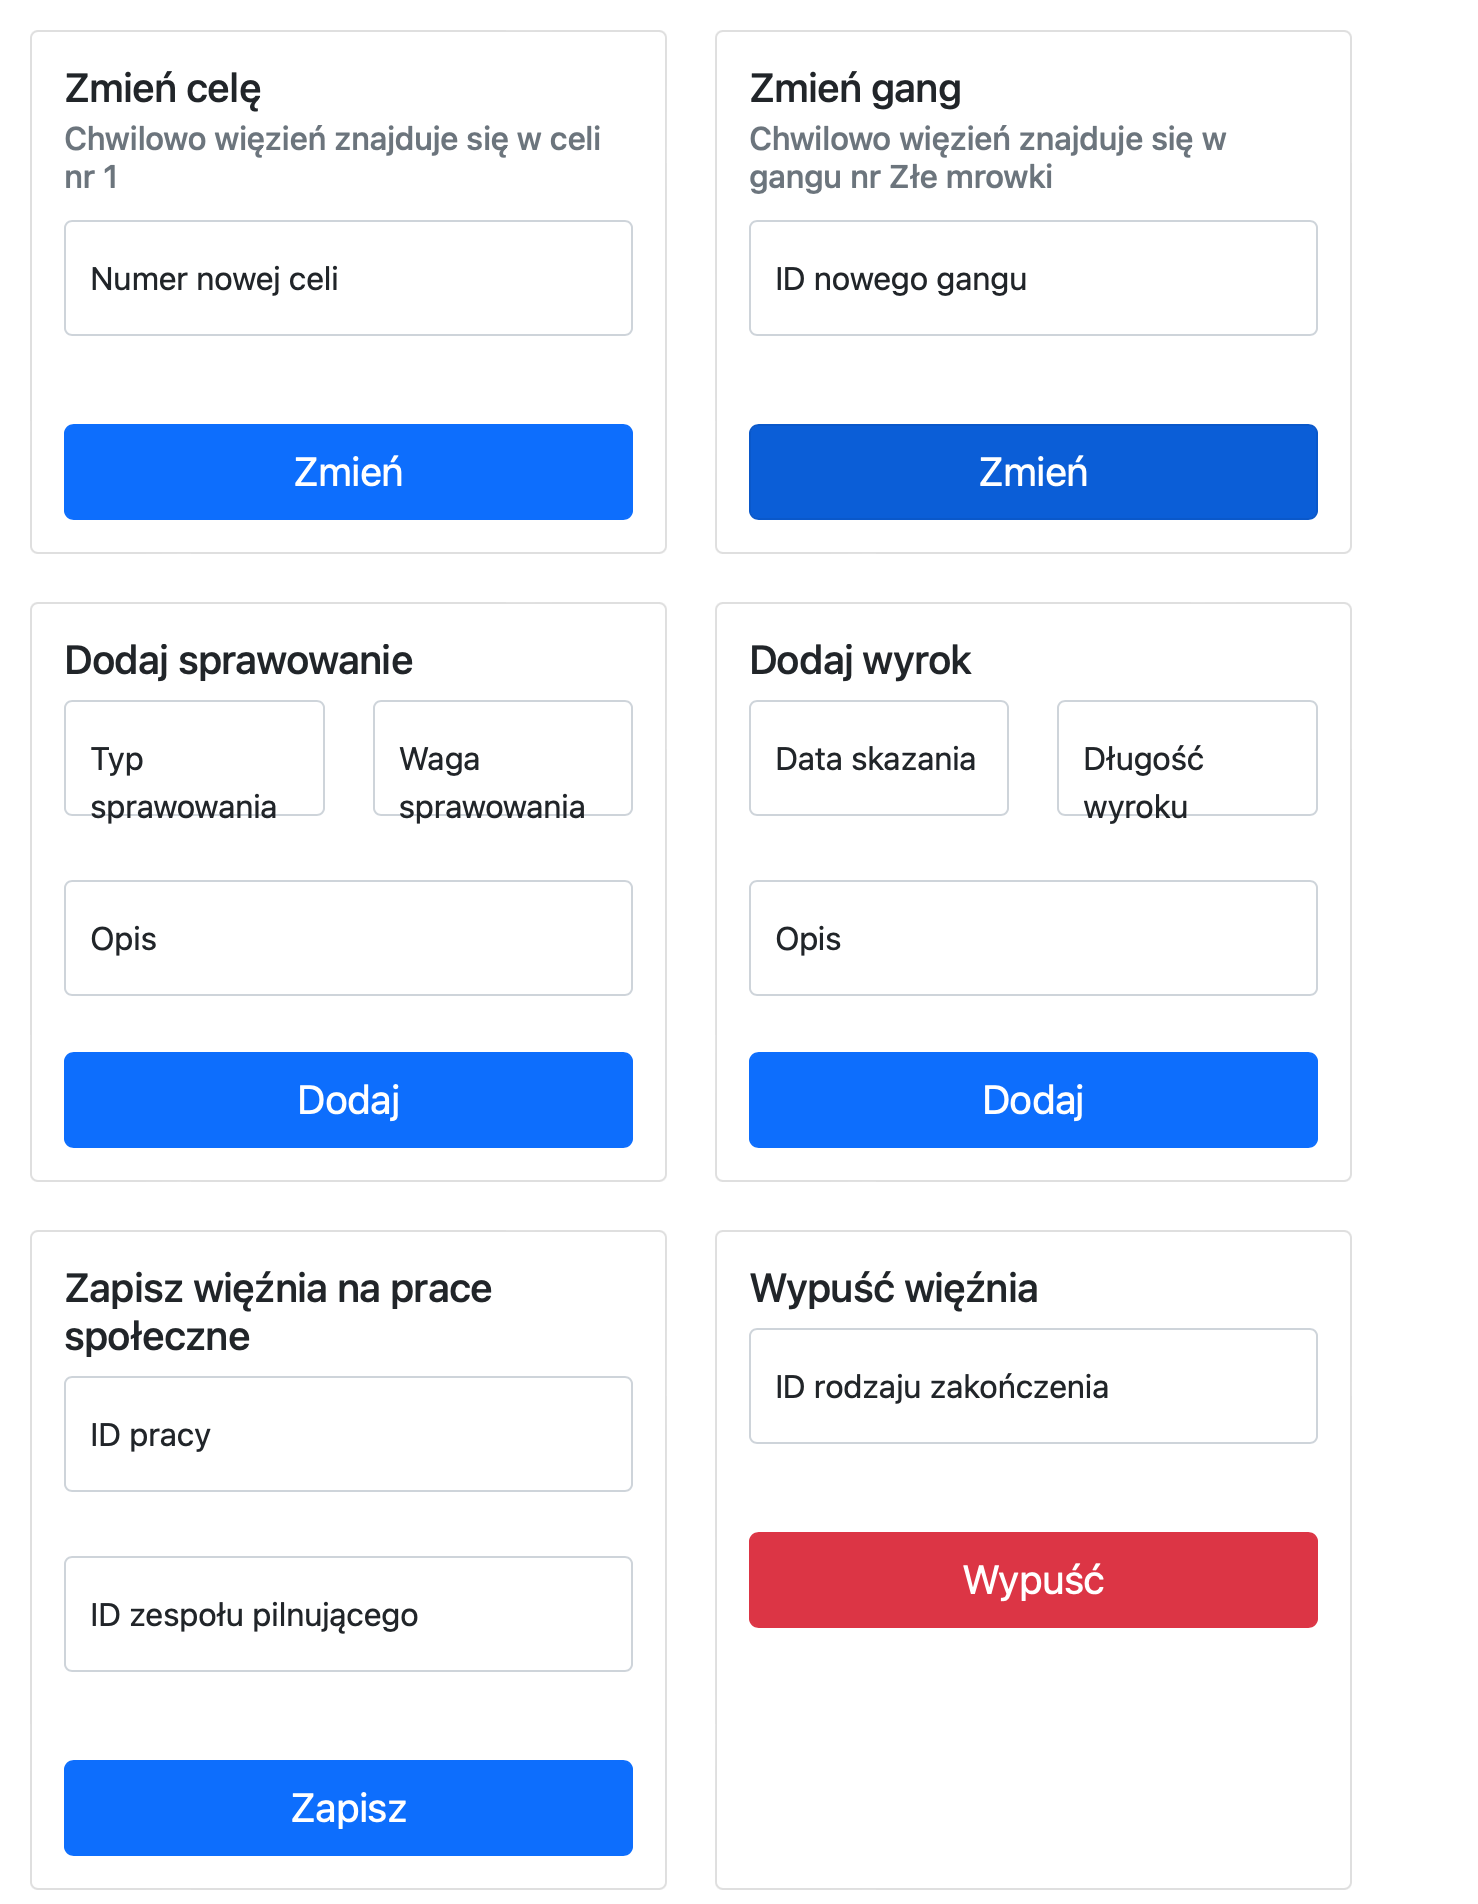 Zmień celę
Chwilowo więzień znajduje się w celi
nr 1
Numer nowej celi
Zmień
Zmień gang
Chwilowo więzień znajduje się w
gangu nr Złe mrowki
ID nowego gangu
Zmień
Dodaj sprawowanie
Typ
sprawowania
Waga
sprawowania
Opis
Dodaj
Dodaj wyrok
Data skazania
Długość
wyroku
Opis
Dodaj
Zapisz więźnia na prace
społeczne
ID pracy
ID zespołu pilnującego
Zapisz
Wypuść więźnia
ID rodzaju zakończenia
Wypuść